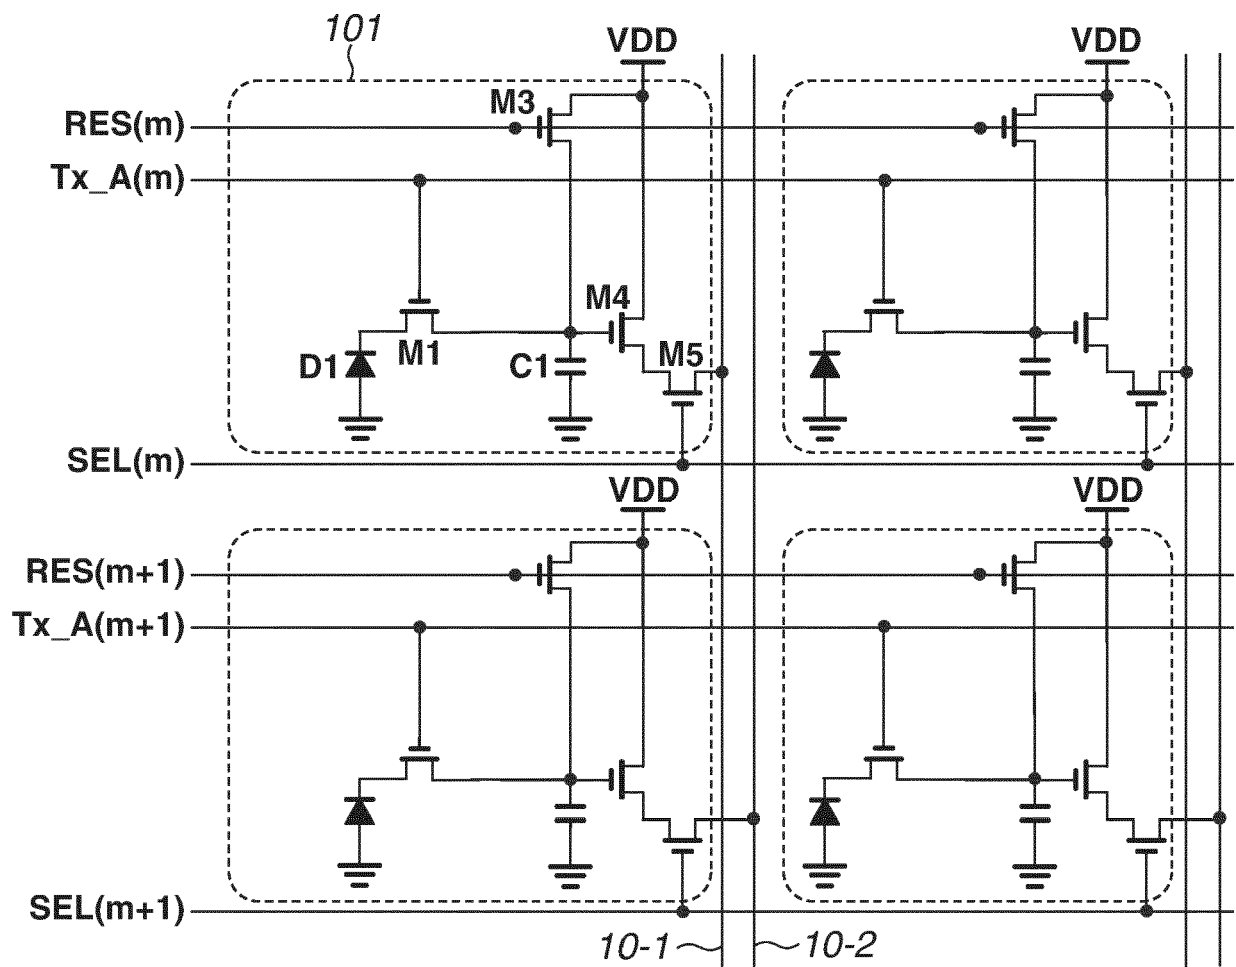 101
VDD
VDD
M3
RES(m)
Tx_A(m)
M4
D1
M1
C1
M5
SEL(m)
VDD
VDD
RES(m+1)
Tx_A(m+1)
SEL(m+1)
10-1
10-2